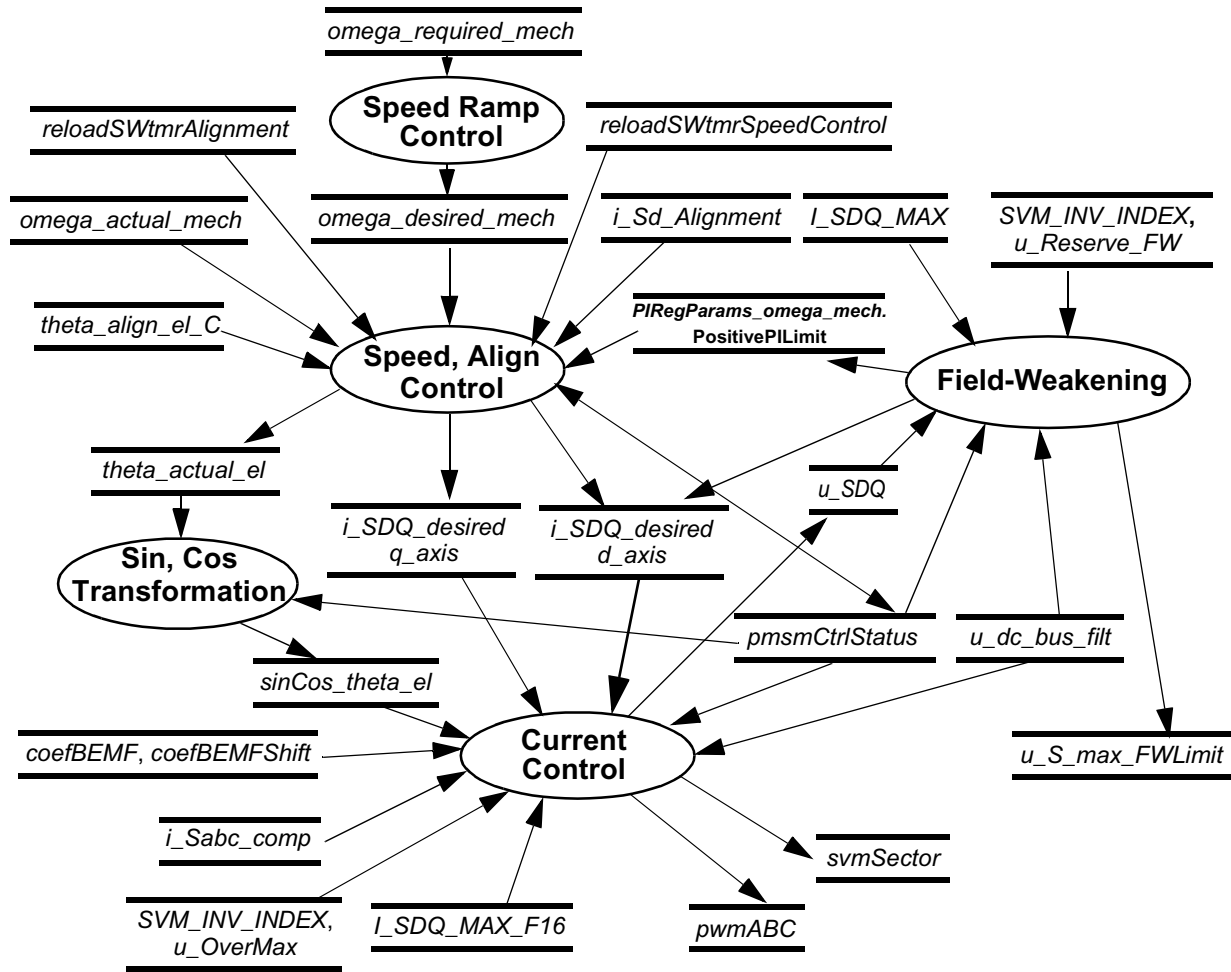 omega_required_mech
Speed Ramp
Control
reloadSWtmrAlignment
reloadSWtmrSpeedControl
omega_actual_mech
omega_desired_mech
i_Sd_Alignment
I_SDQ_MAX
SVM_INV_INDEX,
u_Reserve_FW
theta_align_el_C
PIRegParams_omega_mech.
PositivePILimit
Speed, Align
Control
Field-Weakening
theta_actual_el
u_SDQ
i_SDQ_desired
q_axis
i_SDQ_desired
d_axis
Sin, Cos
Transformation
pmsmCtrlStatus
u_dc_bus_filt
sinCos_theta_el
coefBEMF, coefBEMFShift
Current
Control
u_S_max_FWLimit
i_Sabc_comp
svmSector
SVM_INV_INDEX,
u_OverMax
I_SDQ_MAX_F16
pwmABC